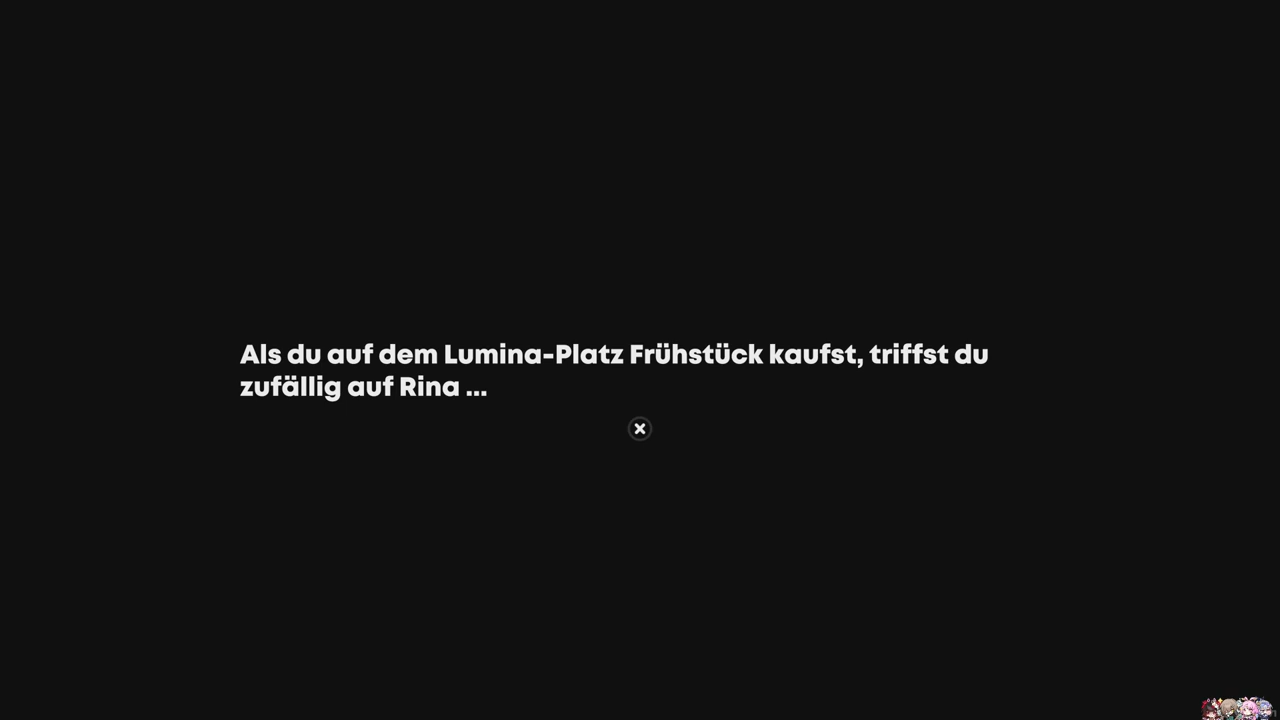 Als du auf dem Lumina-Platz Frühstück kaufst, triffst du
zufällig auf Rina ...